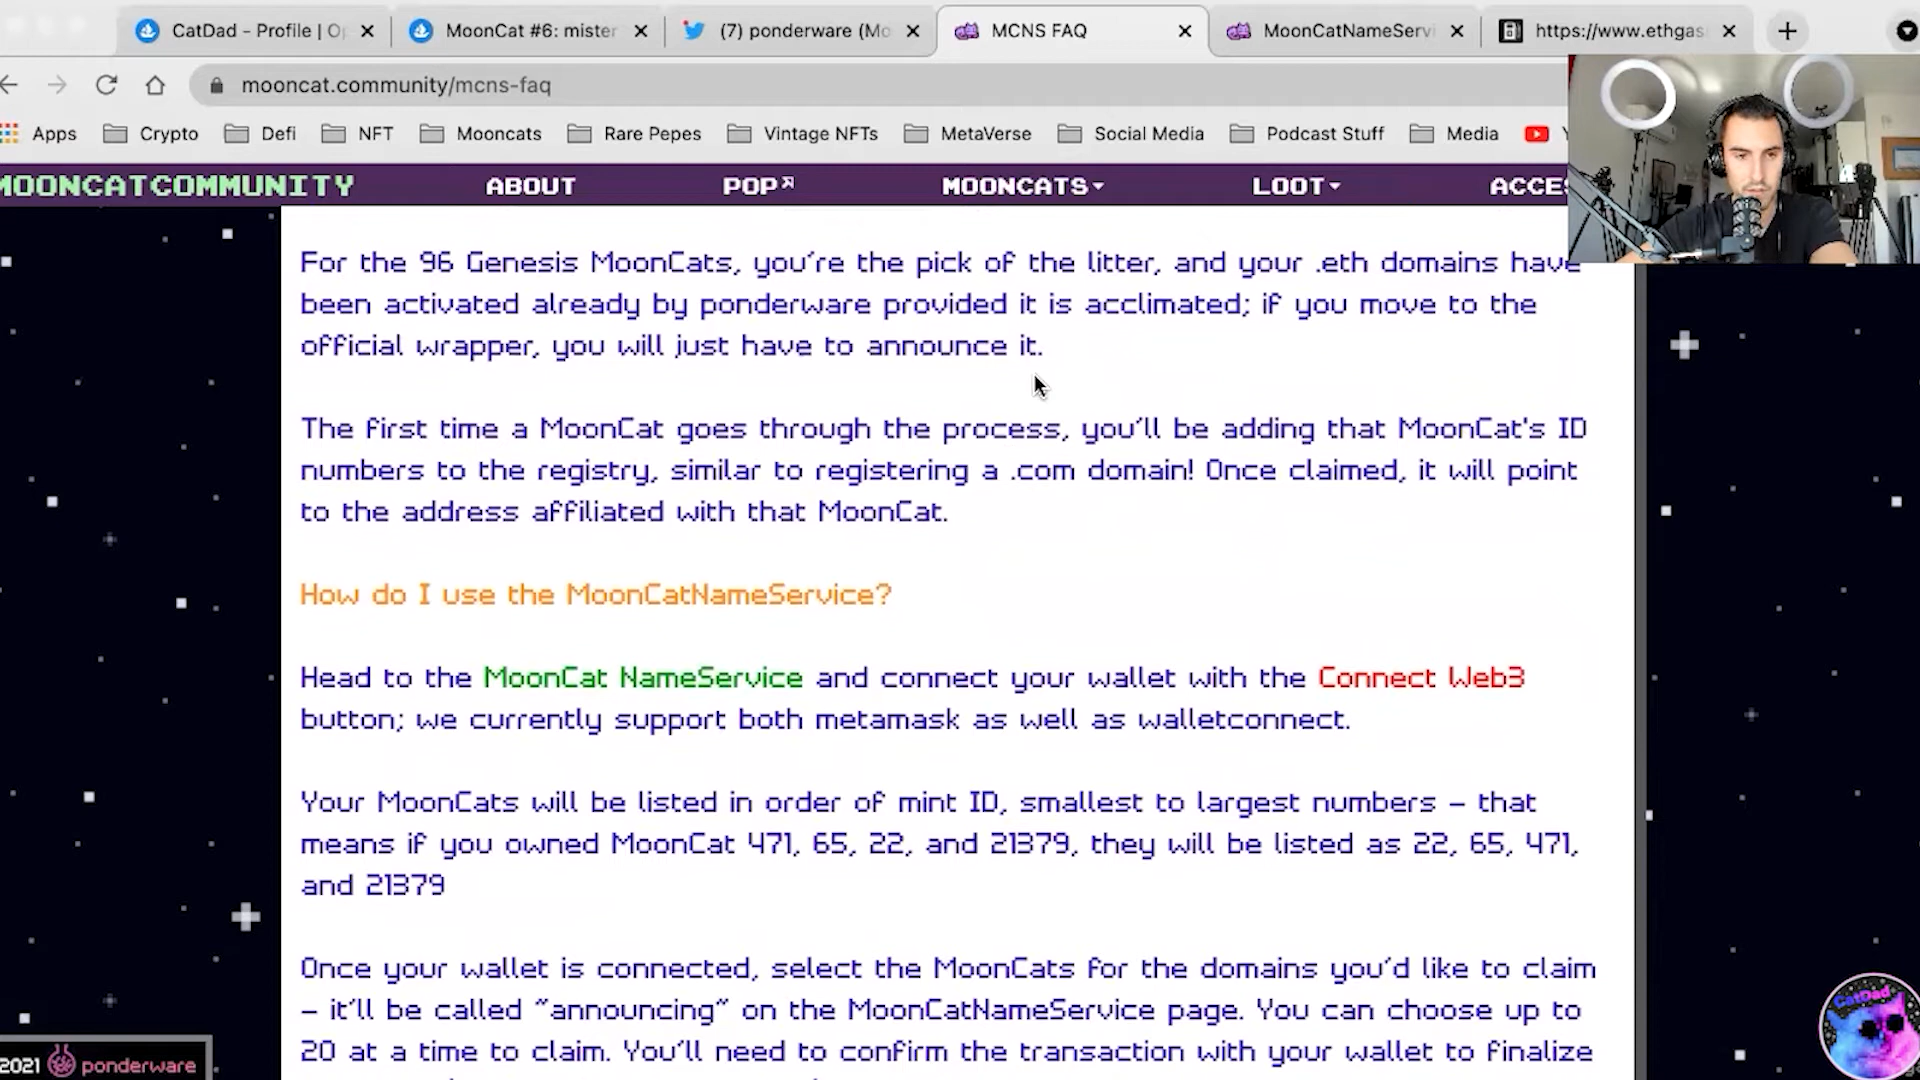 CatDad - Profile | O
MoonCat #6: mister
(7) ponderware (Mo
MCNS FAQ
MoonCatNameServi
https://www.ethgas
mooncat.community/mcns-faq
Apps
Crypto
Defi
NFT
Mooncats
Rare Pepes
Vintage NFTs
MetaVerse
Social Media
Podcast Stuff
Media
MOONCATCOMMUNITY
ABOUT
POP
MOONCATS
LOOT
ACCES
For the 96 Genesis MoonCats, you're the pick of the litter, and your .eth domains have
been activated already by ponderware provided it is acclimated; if you move to the
official wrapper, you will just have to announce it.
The first time a MoonCat goes through the process, you'll be adding that MoonCat's ID
numbers to the registry, similar to registering a .com domain! Once claimed, it will point
to the address affiliated with that MoonCat.
How do I use the MoonCatNameService?
Head to the MoonCat NameService and connect your wallet with the Connect Web3
button; we currently support both metamask as well as walletconnect.
Your MoonCats will be listed in order of mint ID, smallest to largest numbers – that
means if you owned MoonCat 471, 65, 22, and 21379, they will be listed as 22, 65, 471,
and 21379
Once your wallet is connected, select the MoonCats for the domains you'd like to claim
– it'll be called "announcing" on the MoonCatNameService page. You can choose up to
20 at a time to claim. You'll need to confirm the transaction with your wallet to finalize
2021 ponderware
CatDad